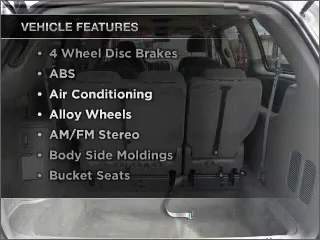 VEHICLE FEATURES
• 4 Wheel Disc Brakes
• ABS
• Air Conditioning
• Alloy Wheels
• AM/FM Stereo
• Body Side Moldings
• Bucket Seats